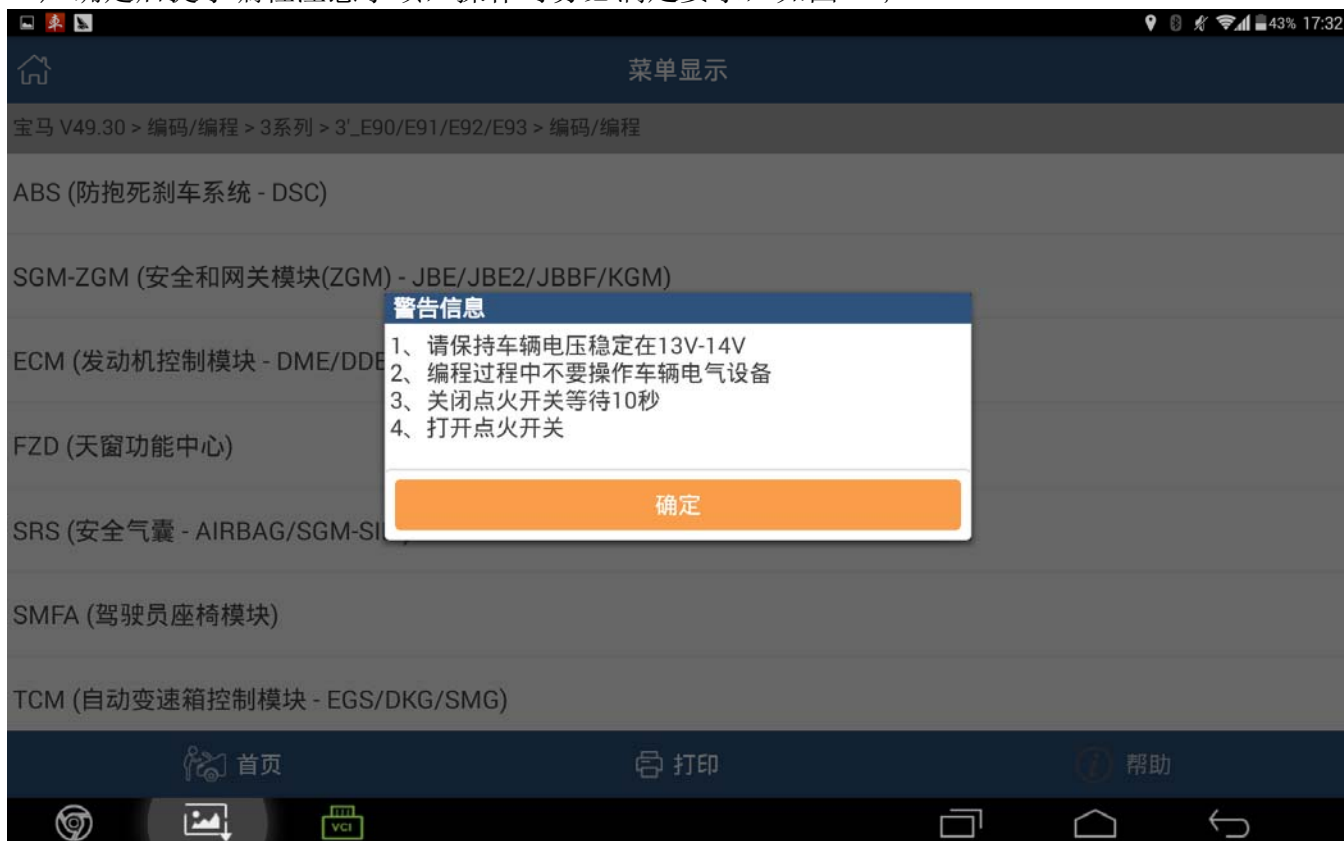 43% 17:32
菜单显示
宝马 V49.30 > 编码/编程 > 3系列 > 3'_E90/E91/E92/E93 > 编码/编程
ABS (防抱死刹车系统 - DSC)
SGM-ZGM (安全和网关模块(ZGM) - JBE/JBE2/JBBF/KGM)
警告信息
1、请保持车辆电压稳定在13V-14V
ECM (发动机控制模块 - DME/DDE
2、编程过程中不要操作车辆电气设备
3、关闭点火开关等待10秒
4、打开点火开关
FZD (天窗功能中心)
确定
SRS (安全气囊 - AIRBAG/SGM-SI
SMFA (驾驶员座椅模块)
TCM (自动变速箱控制模块 - EGS/DKG/SMG)
首页
打印
帮助
VCI